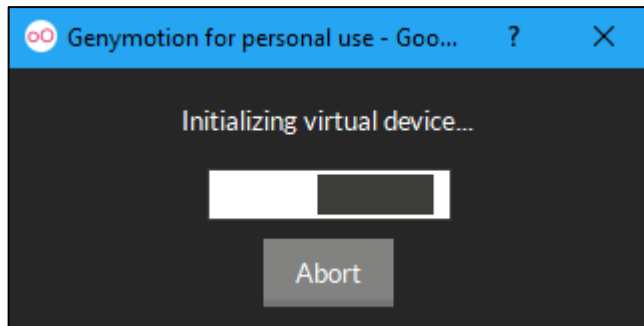 Genymotion for personal use - Goo...
Initializing virtual device...
Abort